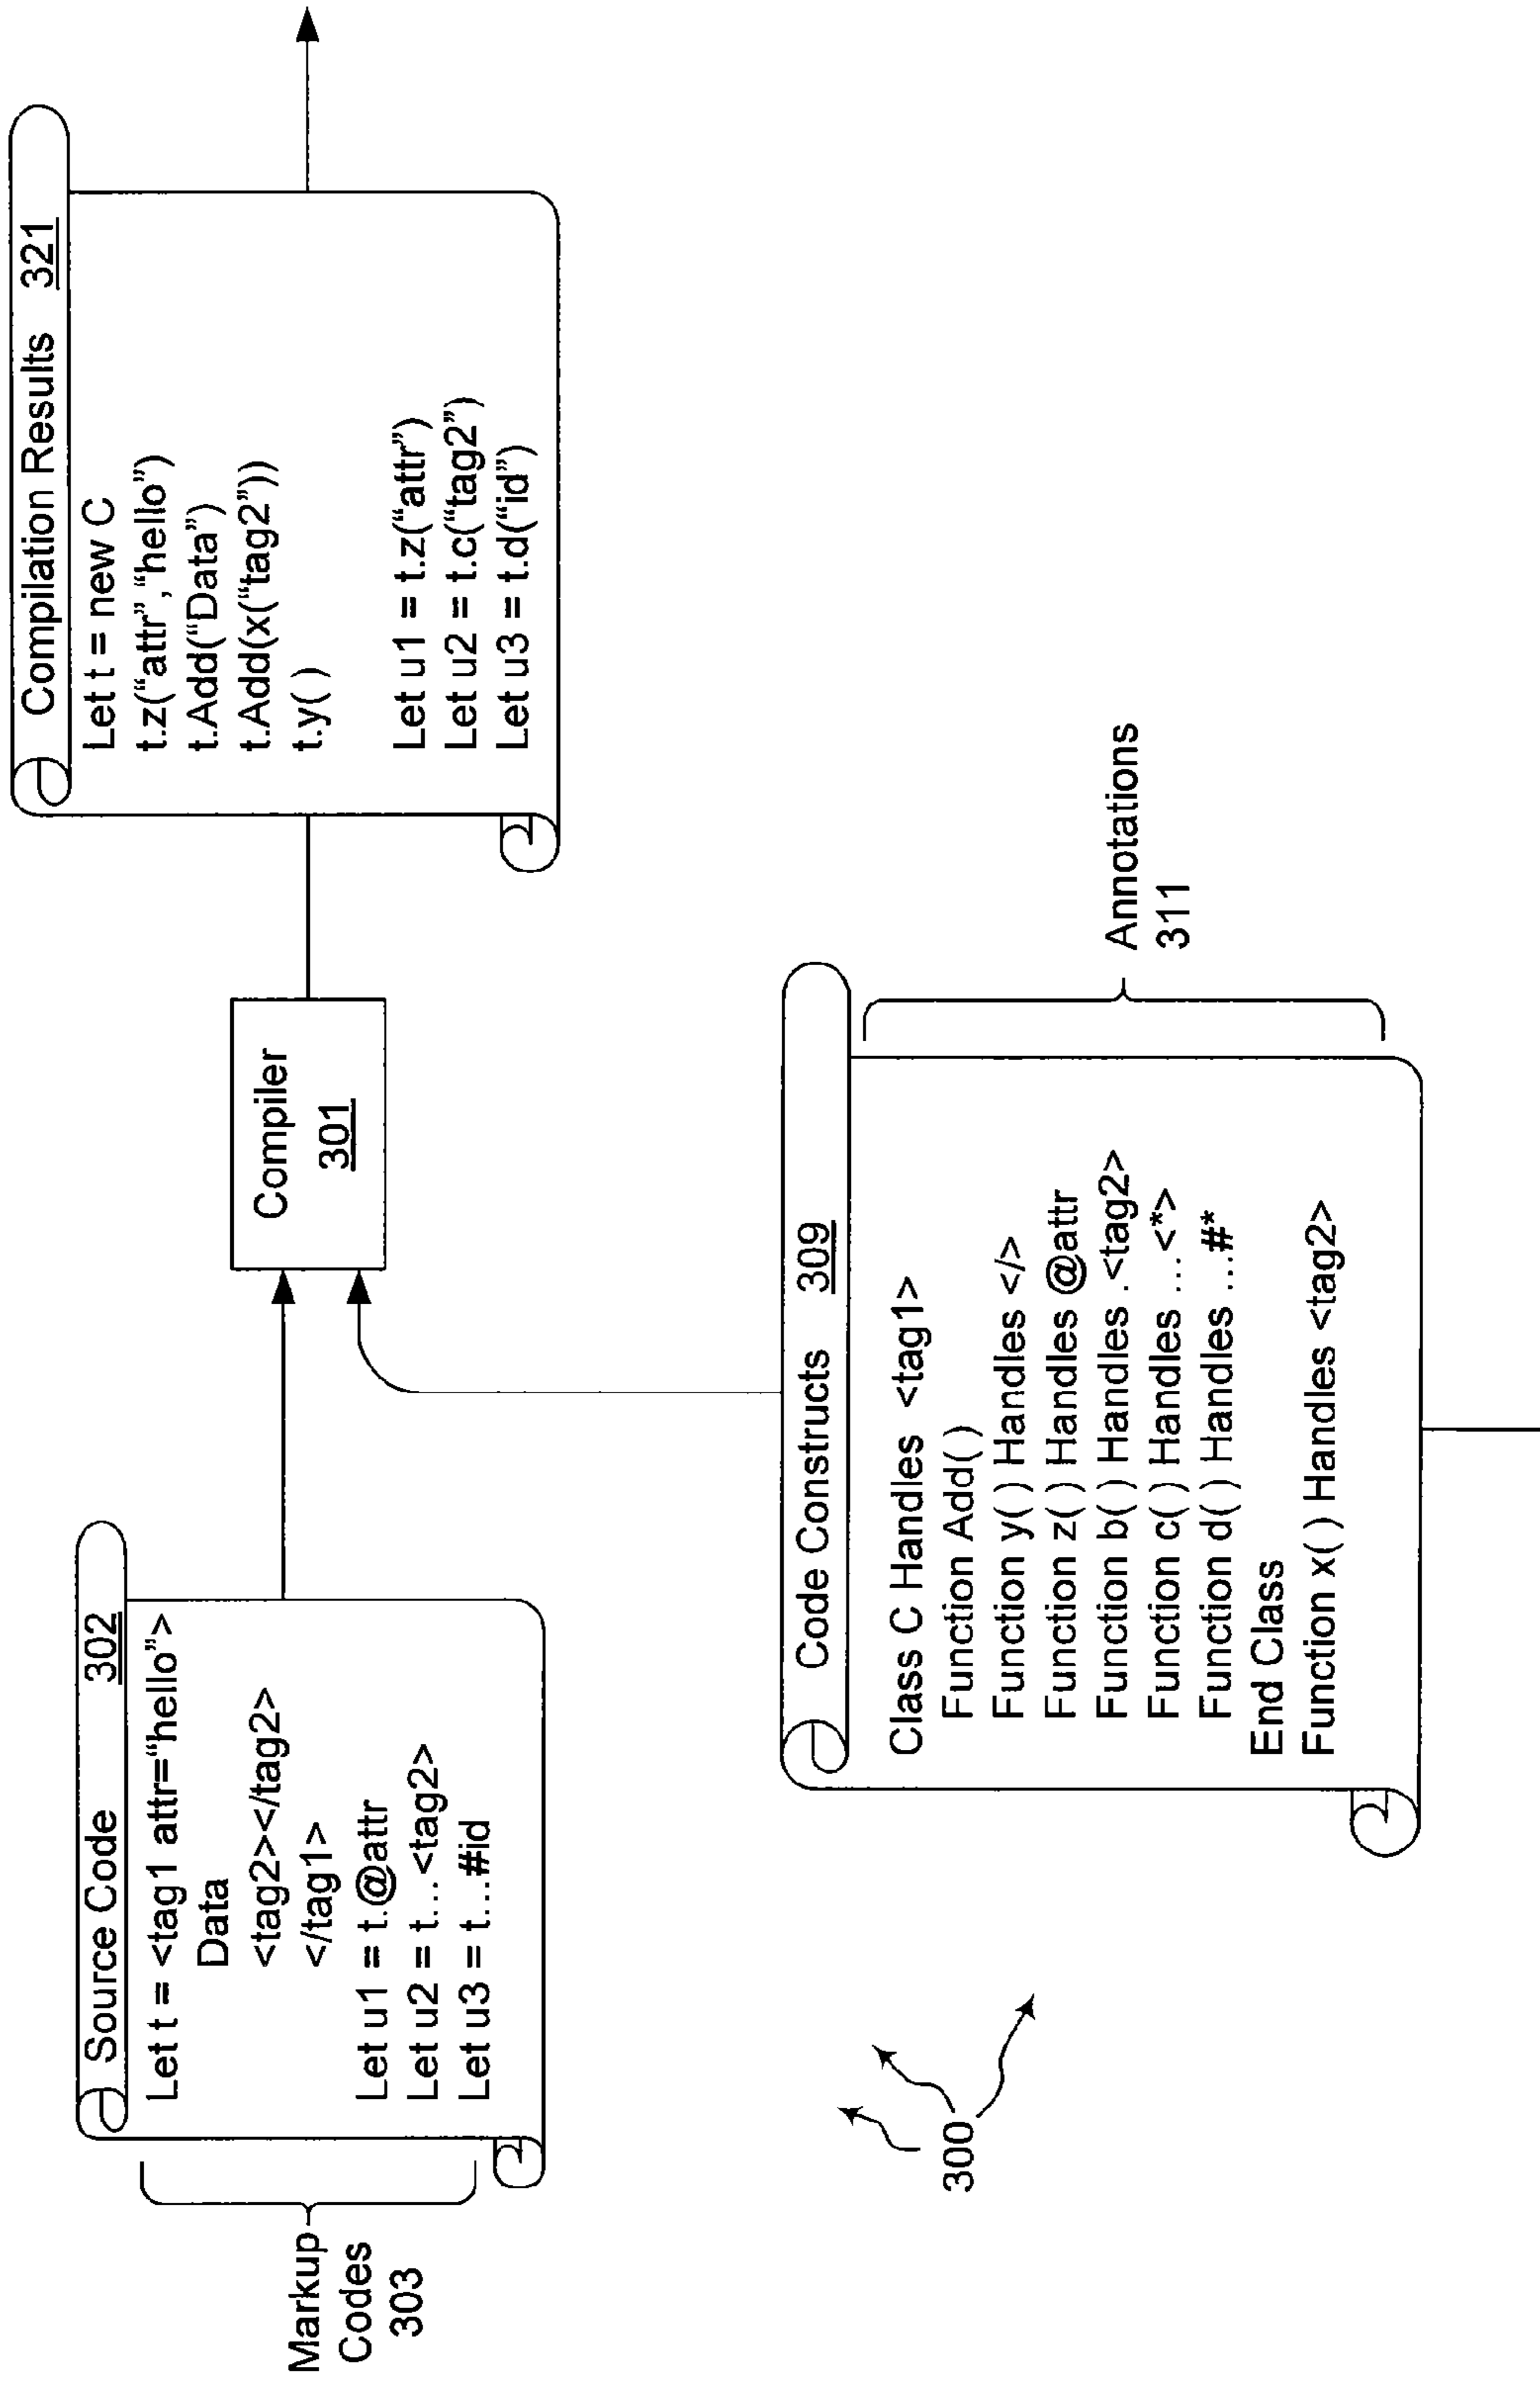 Markup
Codes
303
Source Code 302
Let t = <tag1 attr=“hello”>
Data
<tag2></tag2>
</tag1>
Let u1 = t.@attr
Let u2 = t...<tag2>
Let u3 = t...#id
Compiler
301
Compilation Results 321
Let t = new C
t.z(“attr”,“hello”)
t.Add(“Data”)
t.Add(x(“tag2”))
t.y( )
Let u1 = t.z(“attr”)
Let u2 = t.c(“tag2”)
Let u3 = t.d(“id”)
300
Code Constructs 309
Class C Handles <tag1>
Function Add()
Function y( ) Handles </>
Function z() Handles @attr
Function b( ) Handles .<tag2>
Function c( ) Handles ...<*>
Function d( ) Handles ...#*
End Class
Function x( ) Handles <tag2>
Annotations
311